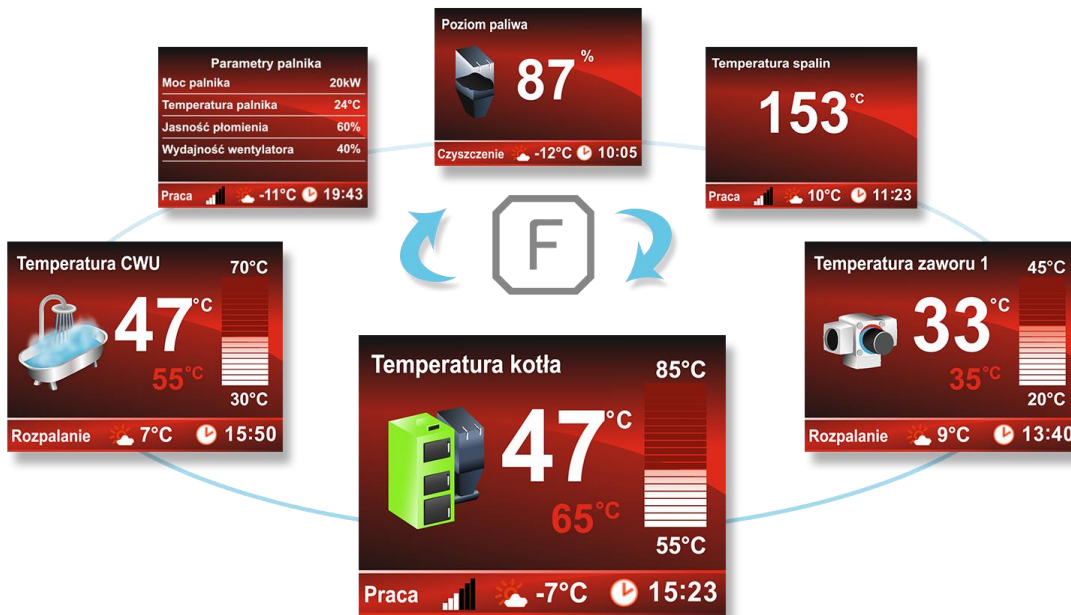 Poziom paliwa
87 %
Czyszczenie -12°C 10:05
Parametry palnika
Moc palnika 20kW
Temperatura palnika 24°C
Jasność płomienia 60%
Wydajność wentylatora 40%
Praca -11°C 19:43
Temperatura spalin
153 °C
Praca 10°C 11:23
F
Temperatura CWU 70°C
47 °C
55°C
30°C
Rozpalanie 7°C 15:50
Temperatura zaworu 1 45°C
33 °C
35°C
20°C
Rozpalanie 9°C 13:40
Temperatura kotła 85°C
47 °C
65°C
55°C
Praca -7°C 15:23